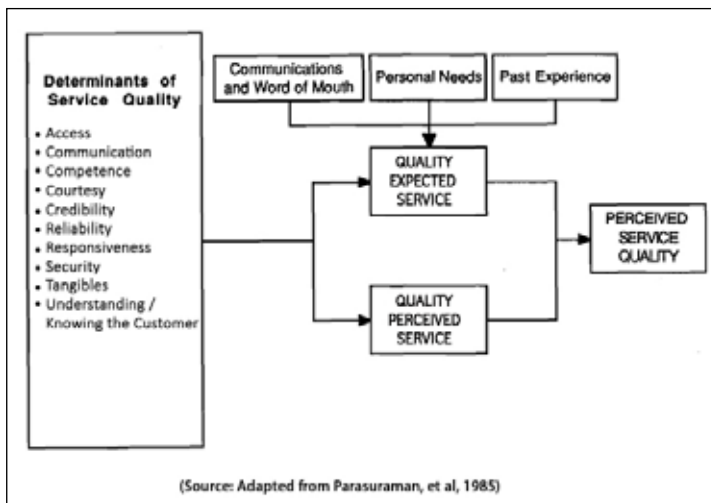 Determinants of
Service Quality
• Access
• Communication
• Competence
• Courtesy
• Credibility
• Reliability
• Responsiveness
• Security
• Tangibles
• Understanding /
Knowing the Customer
Communications
and Word of Mouth
Personal Needs
Past Experience
QUALITY
EXPECTED
SERVICE
QUALITY
PERCEIVED
SERVICE
PERCEIVED
SERVICE
QUALITY
(Source: Adapted from Parasuraman, et al, 1985)